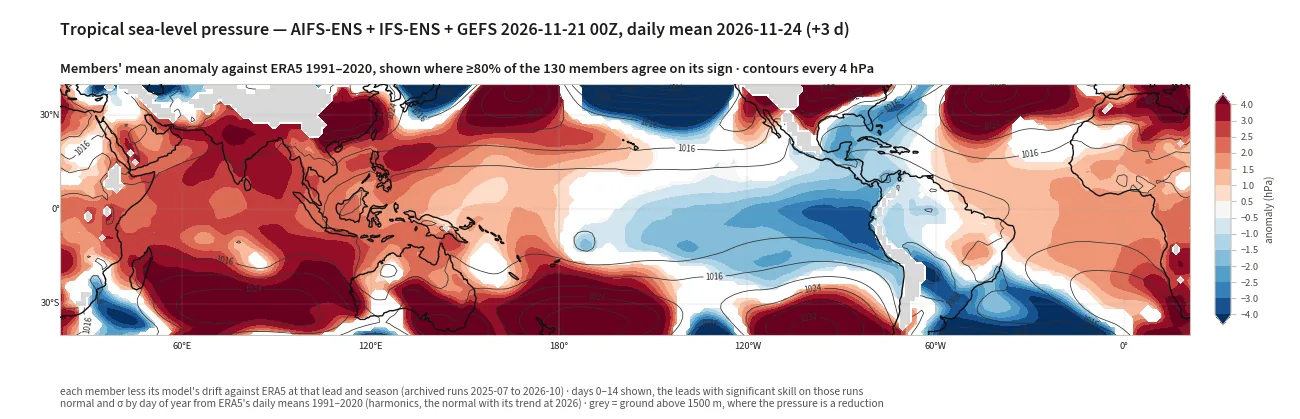 Tropical sea-level pressure — AIFS-ENS + IFS-ENS + GEFS 2026-11-21 00Z, daily mean 2026-11-24 (+3 d)
Members' mean anomaly against ERA5 1991–2020, shown where ≥80% of the 130 members agree on its sign · contours every 4 hPa
30°N
0°
30°S
60°E
120°E
180°
120°W
60°W
0°
1016
1016
1016
1016
1016
1016
1024
4.0
3.0
2.5
2.0
1.5
1.0
0.5
−0.5
−1.0
−1.5
−2.0
−2.5
−3.0
−4.0
anomaly (hPa)
each member less its model's drift against ERA5 at that lead and season (archived runs 2025-07 to 2026-10) · days 0–14 shown, the leads with significant skill on those runs
normal and σ by day of year from ERA5's daily means 1991–2020 (harmonics, the normal with its trend at 2026) · grey = ground above 1500 m, where the pressure is a reduction